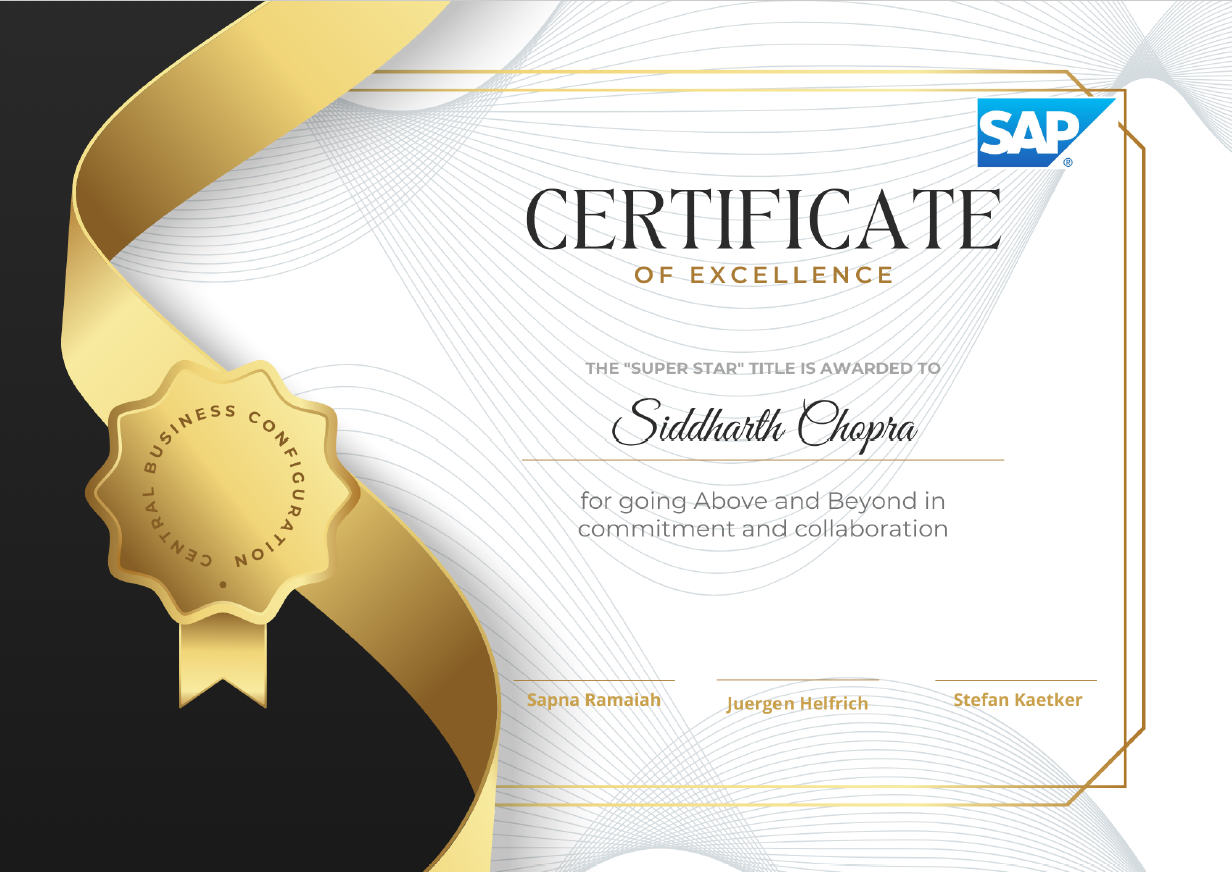 SAP
®
CERTIFICATE
OF EXCELLENCE
THE "SUPER STAR" TITLE IS AWARDED TO
Siddharth Chopra
for going Above and Beyond in
commitment and collaboration
CENTRAL BUSINESS CONFIGURATION •
Sapna Ramaiah
Juergen Helfrich
Stefan Kaetker